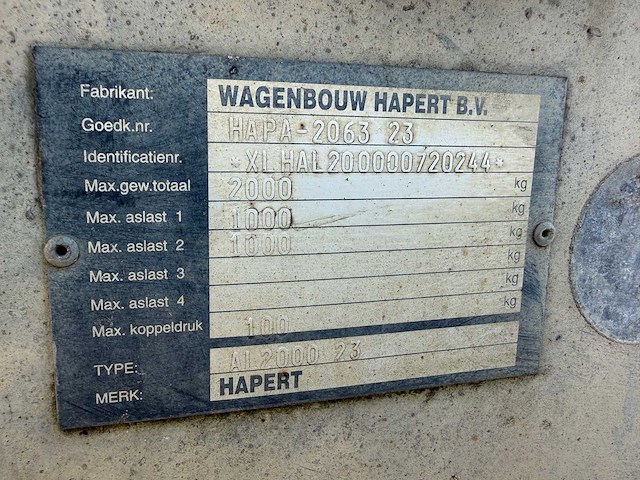 Fabrikant: WAGENBOUW HAPERT B.V.
Goedk.nr. HAPA-2063 23
Identificatienr. *XLHAL200000720244*
Max.gew.totaal 2000 kg
Max. aslast 1 1000 kg
Max. aslast 2 1000 kg
Max. aslast 3 kg
Max. aslast 4 kg
Max. koppeldruk 100
TYPE: AL2000 23
MERK: HAPERT